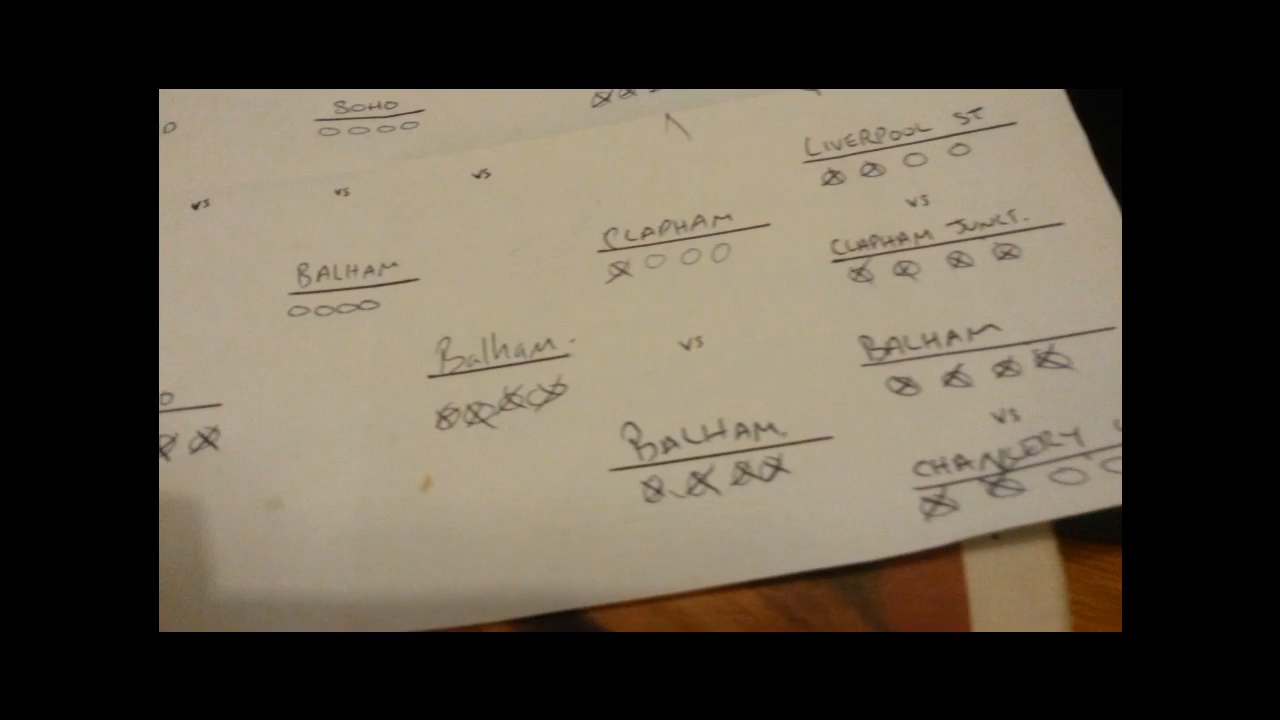 SOHO
LIVERPOOL ST
vs
vs
vs
vs
CLAPHAM
CLAPHAM JUNCT.
BALHAM
Balham.
vs
BALHAM
BALHAM.
vs
CHANCERY